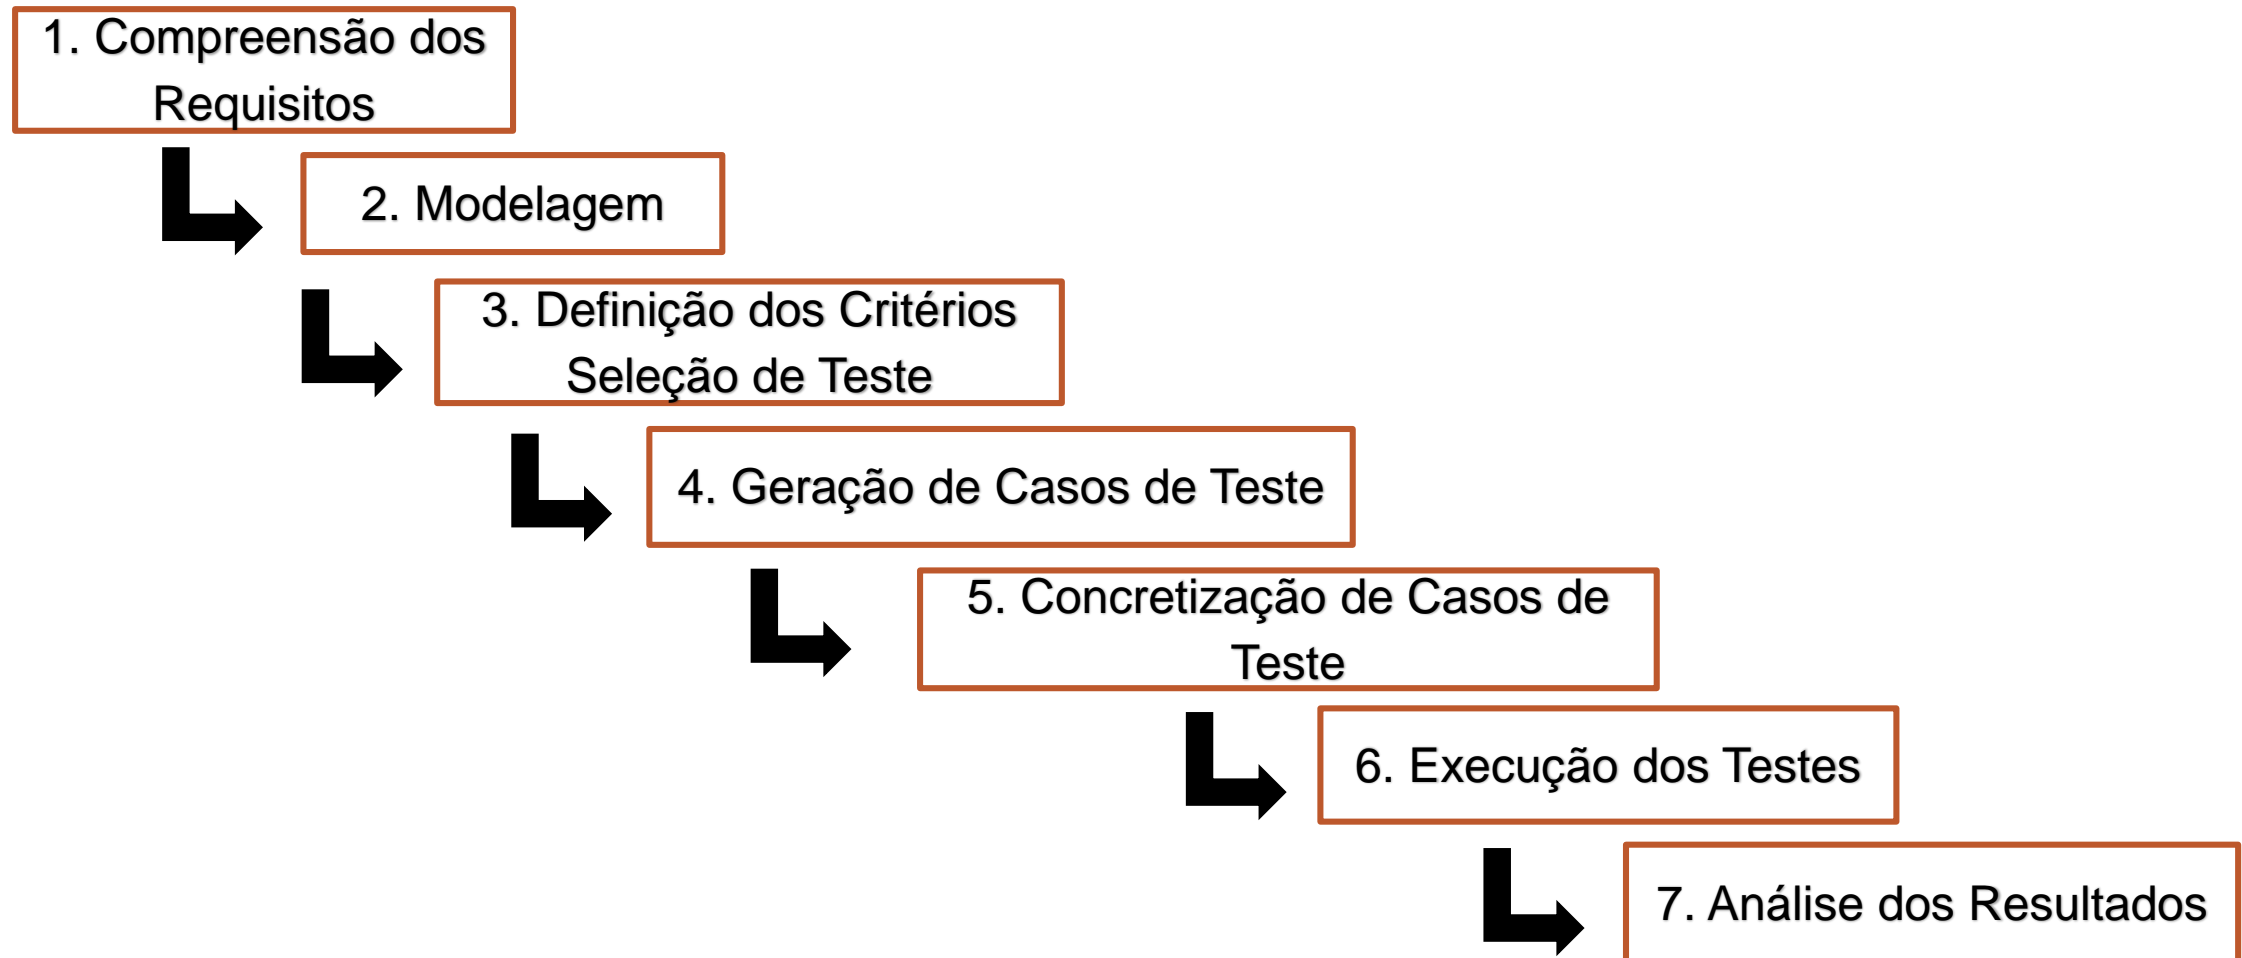 1. Compreensão dos
Requisitos
2. Modelagem
3. Definição dos Critérios
Seleção de Teste
4. Geração de Casos de Teste
5. Concretização de Casos de
Teste
6. Execução dos Testes
7. Análise dos Resultados